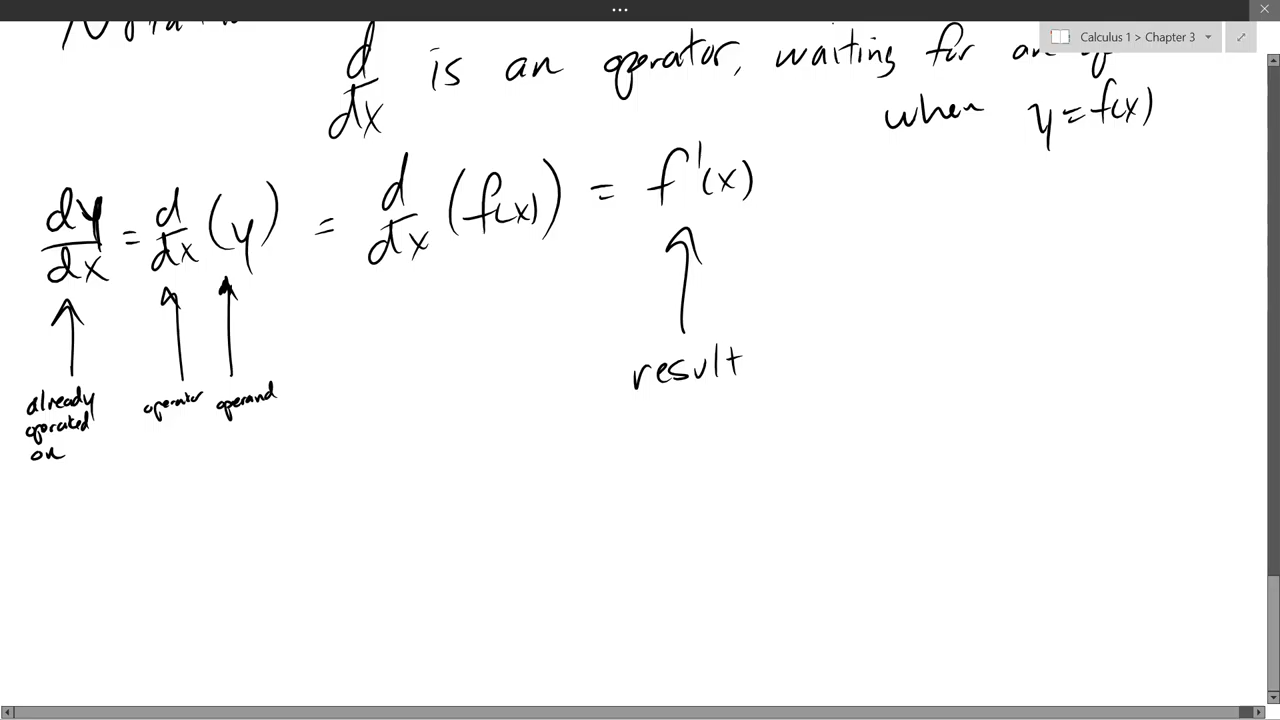 Calculus 1 > Chapter 3
d/dx is an operator, waiting for
when y = f(x)
dy/dx = d/dx (y) = d/dx (f(x)) = f'(x)
already operated on
operator
operand
result